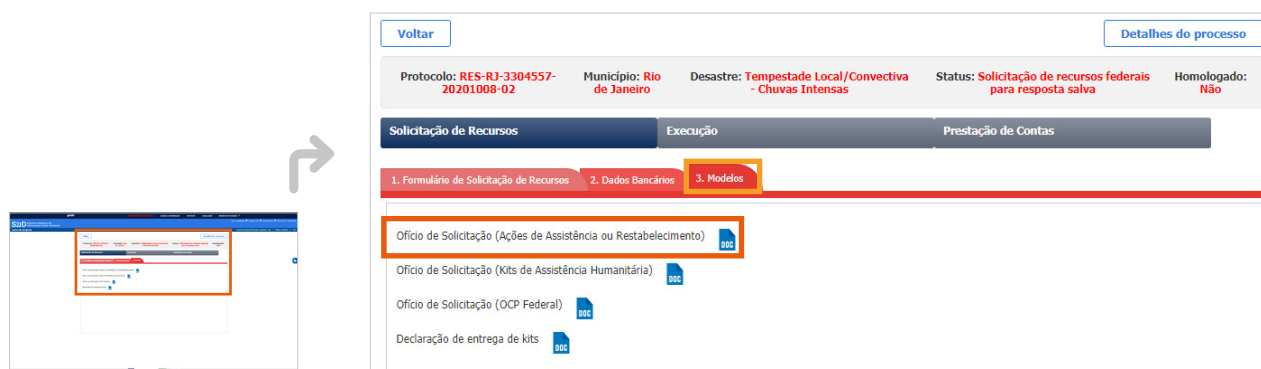 Voltar
Detalhes do processo
Protocolo: RES-RJ-3304557-
20201008-02
Município: Rio
de Janeiro
Desastre: Tempestade Local/Convectiva
- Chuvas Intensas
Status: Solicitação de recursos federais
para resposta salva
Homologado:
Não
Solicitação de Recursos
Execução
Prestação de Contas
1. Formulário de Solicitação de Recursos
2. Dados Bancários
3. Modelos
Ofício de Solicitação (Ações de Assistência ou Restabelecimento)
DOC
Ofício de Solicitação (Kits de Assistência Humanitária)
DOC
Ofício de Solicitação (OCP Federal)
DOC
Declaração de entrega de kits
DOC